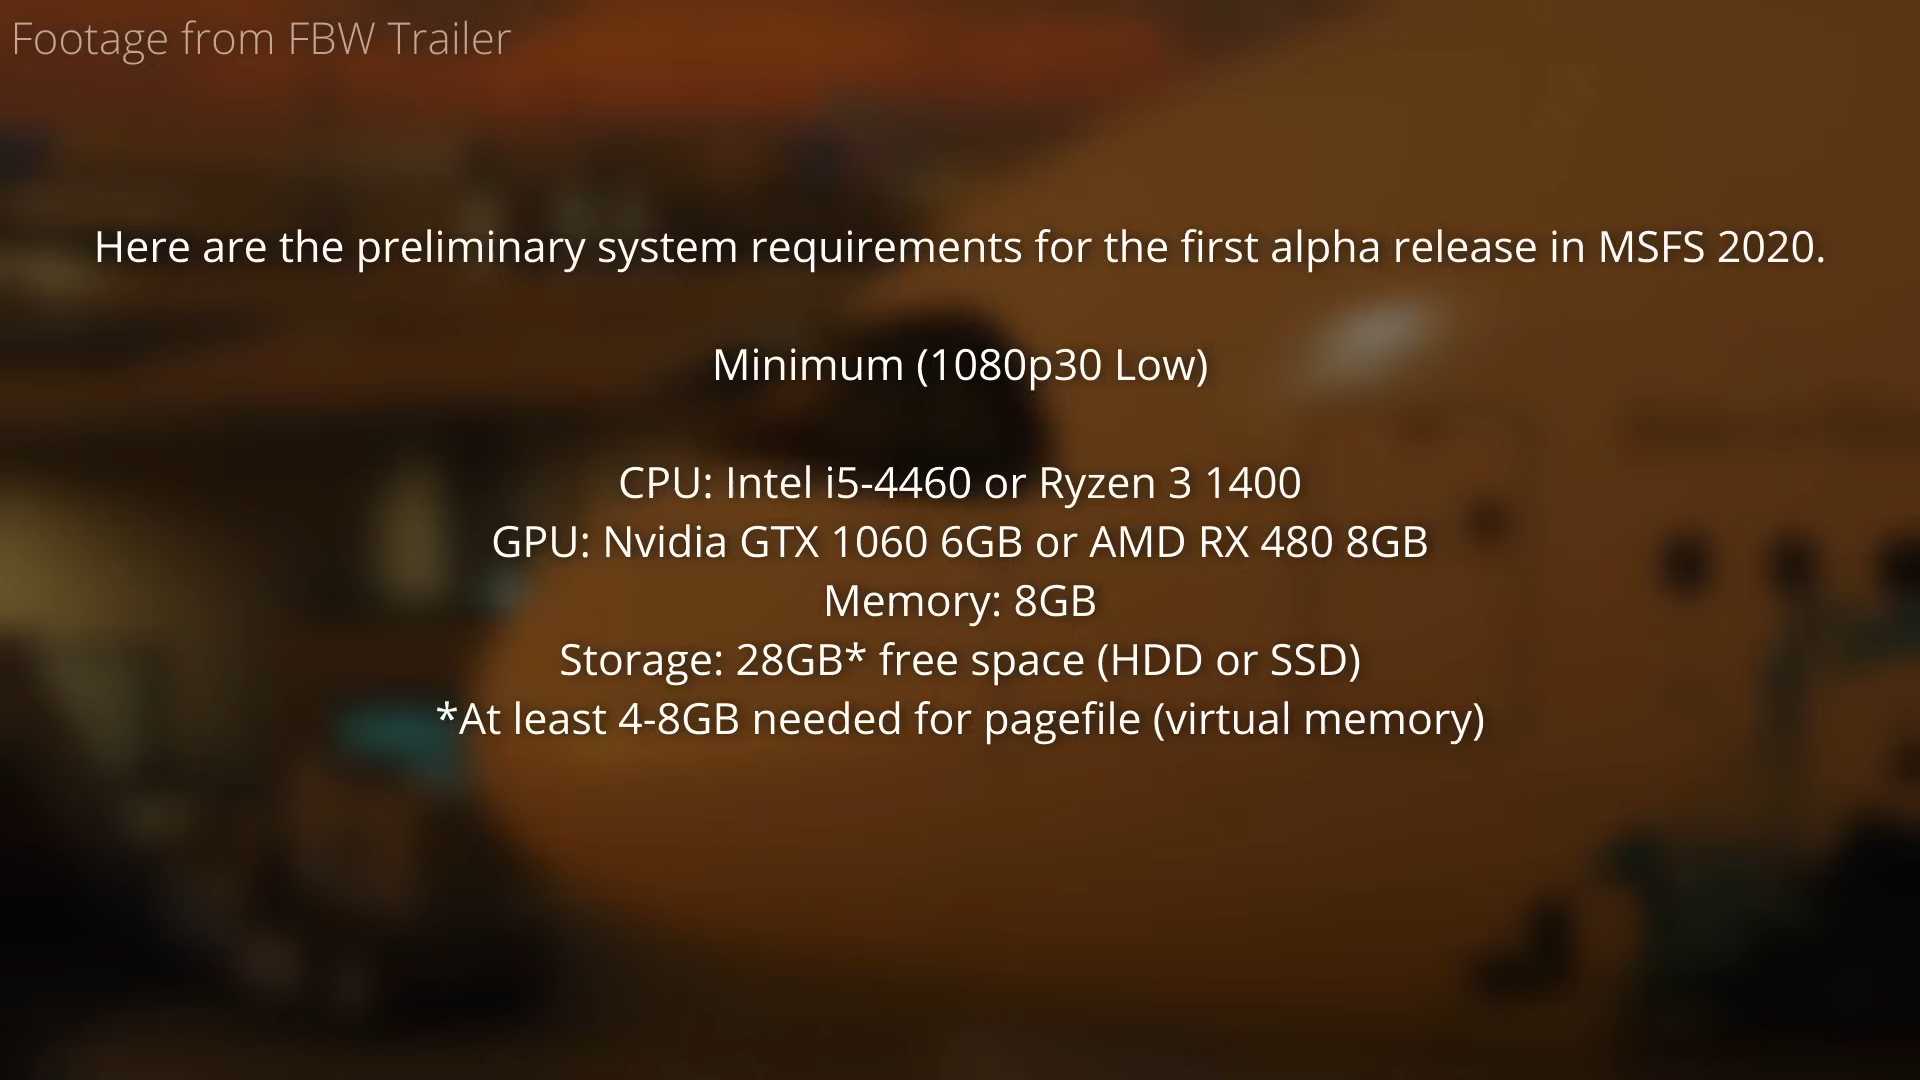 Footage from FBW Trailer
Here are the preliminary system requirements for the first alpha release in MSFS 2020.
Minimum (1080p30 Low)
CPU: Intel i5-4460 or Ryzen 3 1400
GPU: Nvidia GTX 1060 6GB or AMD RX 480 8GB
Memory: 8GB
Storage: 28GB* free space (HDD or SSD)
*At least 4-8GB needed for pagefile (virtual memory)